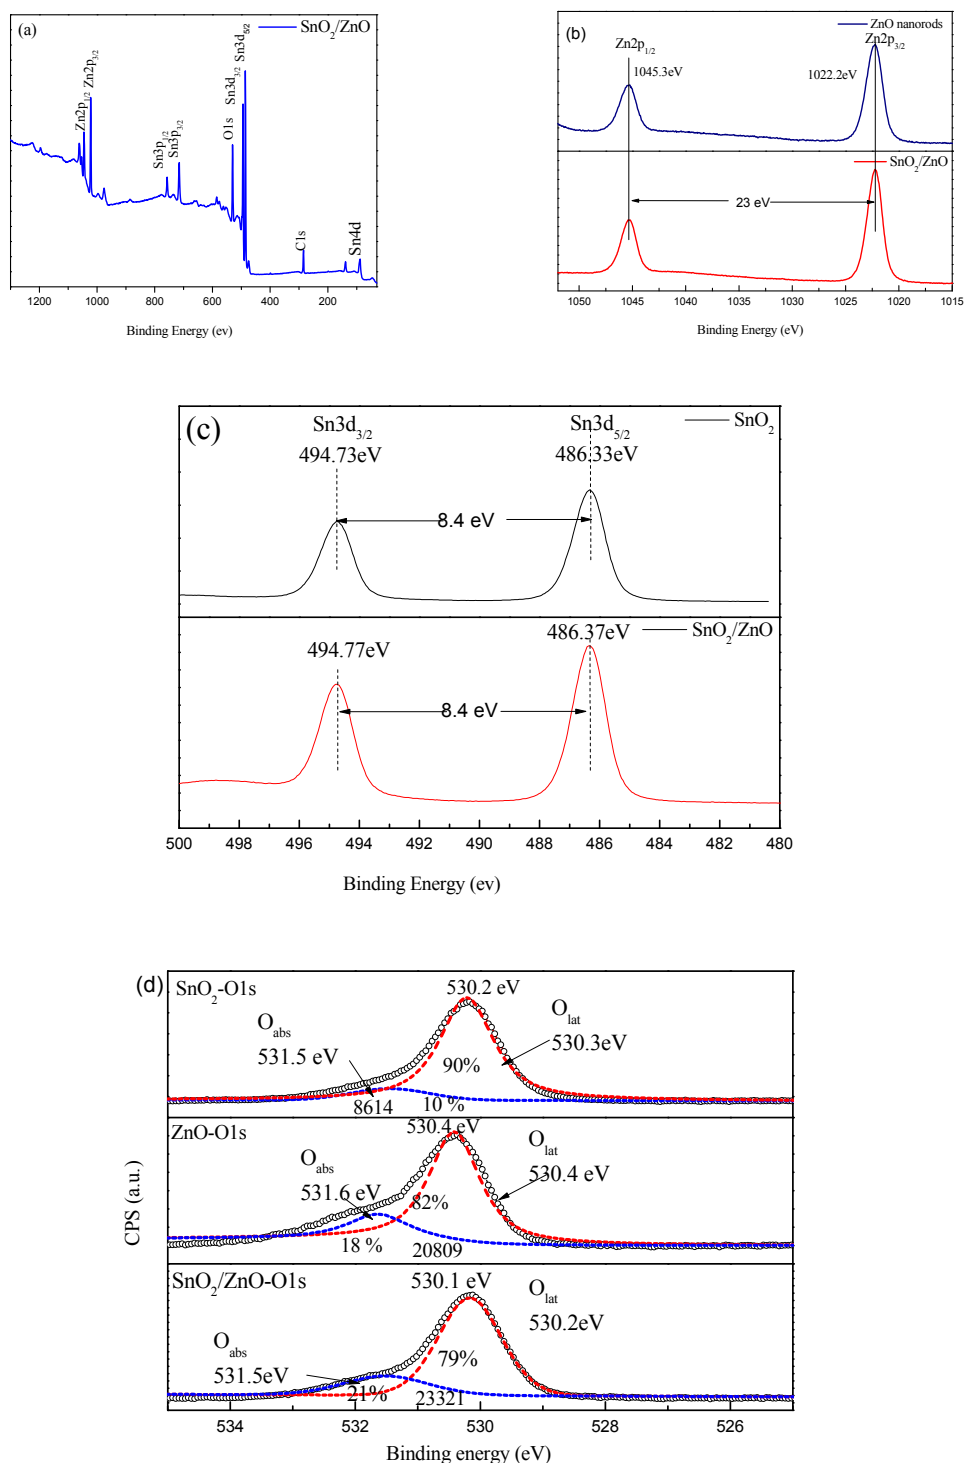 (a)
SnO2/ZnO
Zn2p1/2
Zn2p3/2
Sn3p1/2
Sn3p3/2
O1s
Sn3d3/2
Sn3d5/2
C1s
Sn4d
1200 1000 800 600 400 200
Binding Energy (ev)
(b)
ZnO nanorods
Zn2p1/2
Zn2p3/2
1045.3eV
1022.2eV
SnO2/ZnO
23 eV
1050 1045 1040 1035 1030 1025 1020 1015
Binding Energy (eV)
(c)
Sn3d3/2
Sn3d5/2
SnO2
494.73eV
486.33eV
8.4 eV
486.37eV
SnO2/ZnO
494.77eV
8.4 eV
500 498 496 494 492 490 488 486 484 482 480
Binding Energy (ev)
(d)
SnO2-O1s
530.2 eV
Oabs
531.5 eV
Olat
530.3eV
90%
8614
10 %
ZnO-O1s
530.4 eV
Oabs
531.6 eV
Olat
530.4 eV
82%
18 %
20809
SnO2/ZnO-O1s
530.1 eV
Olat
530.2eV
Oabs
531.5eV
79%
21%
23321
CPS (a.u.)
534 532 530 528 526
Binding energy (eV)